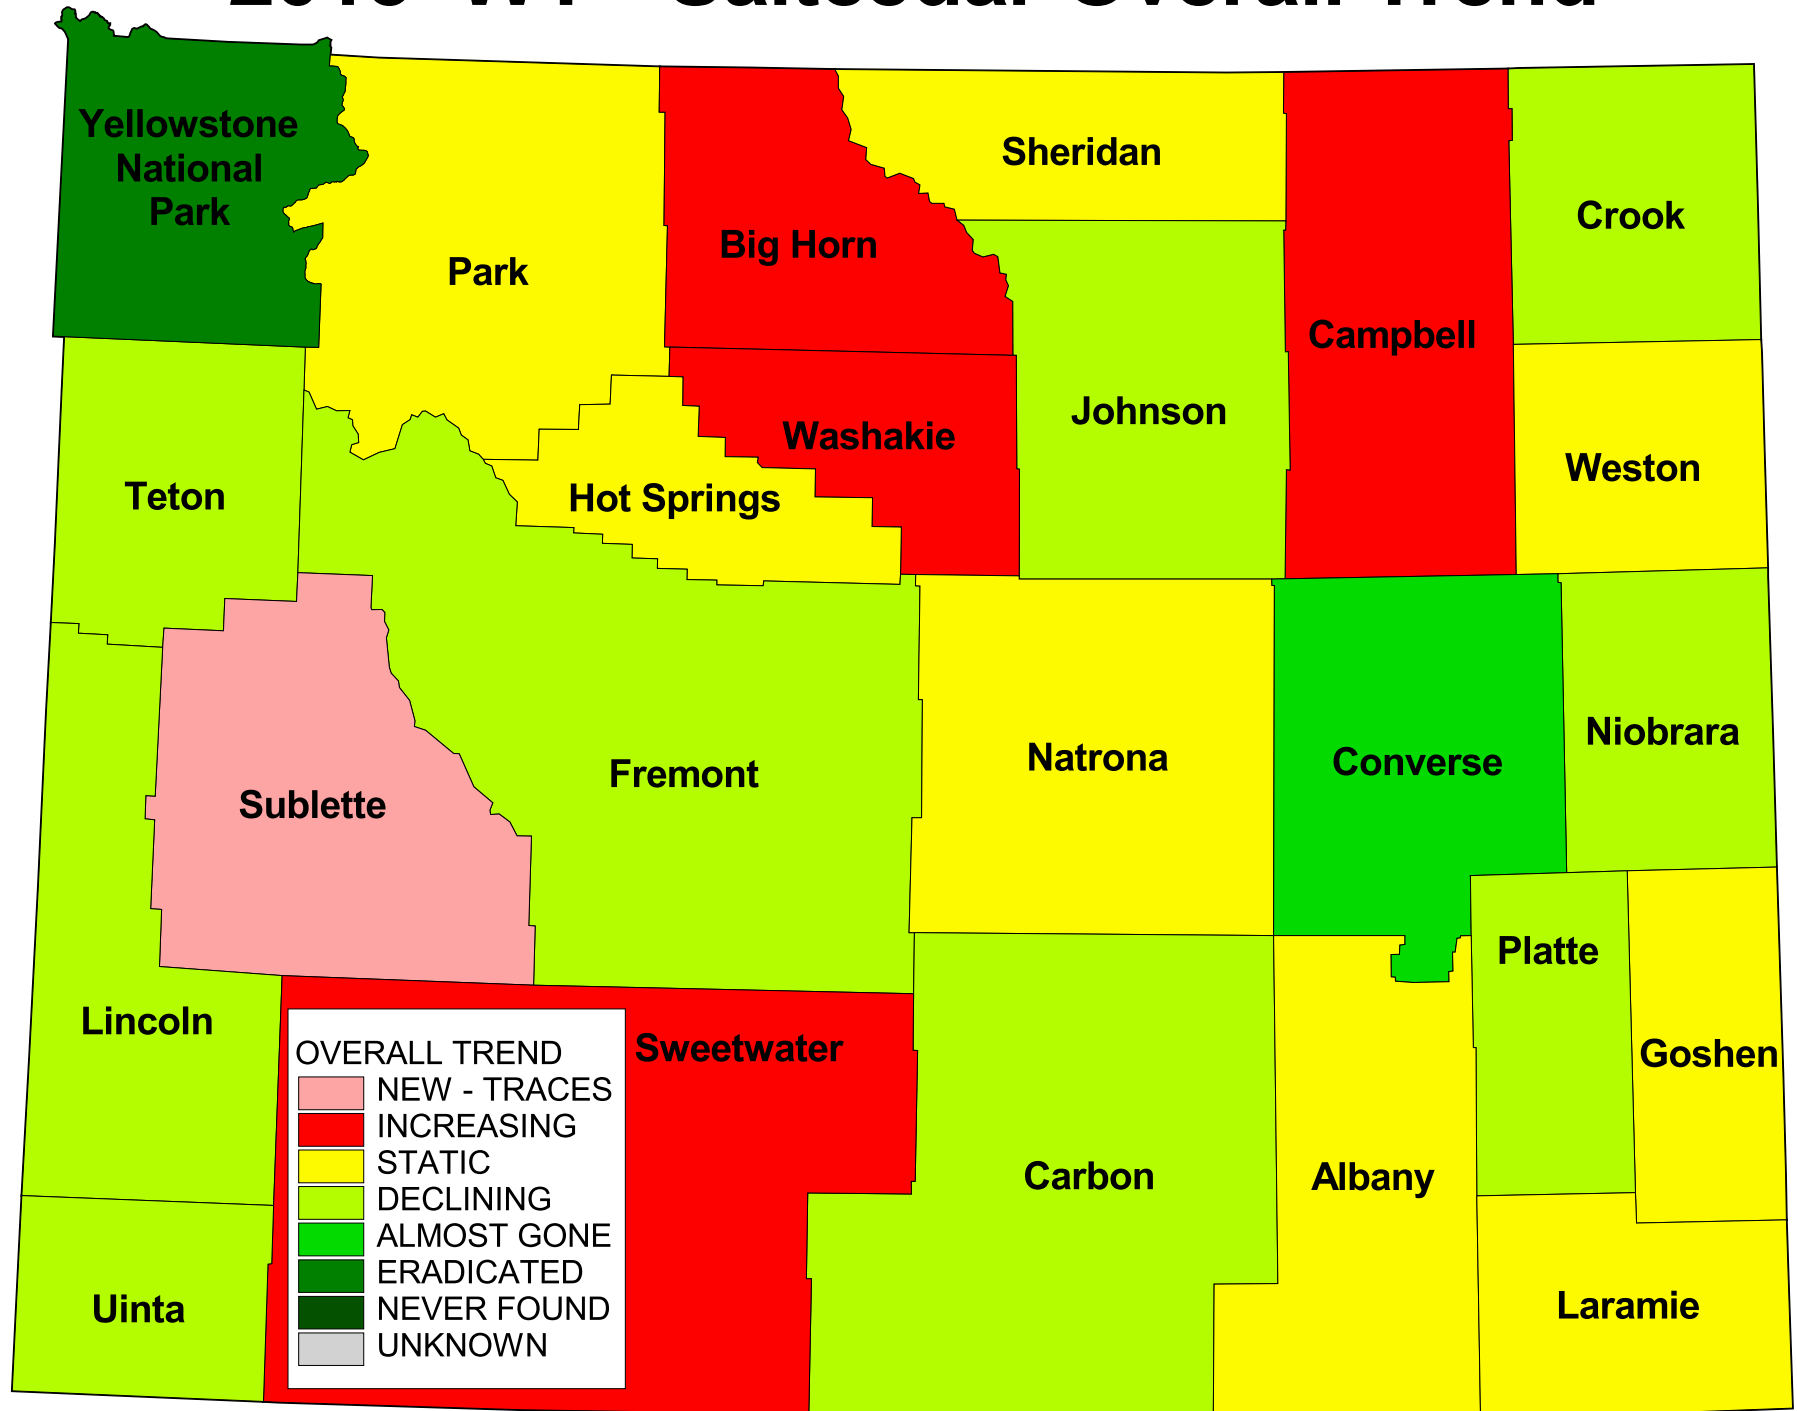 Yellowstone
National
Park
Park
Big Horn
Sheridan
Campbell
Crook
Johnson
Washakie
Hot Springs
Weston
Teton
Sublette
Fremont
Natrona
Converse
Niobrara
Platte
Goshen
Lincoln
Sweetwater
Carbon
Albany
Laramie
Uinta
OVERALL TREND
NEW - TRACES
INCREASING
STATIC
DECLINING
ALMOST GONE
ERADICATED
NEVER FOUND
UNKNOWN